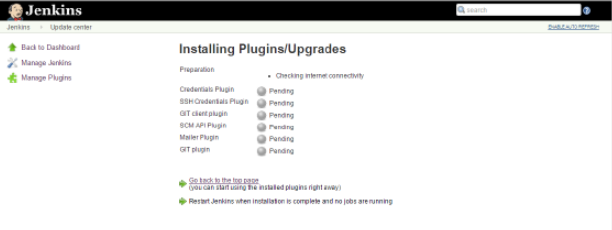 Jenkins
search
Jenkins
Update center
ENABLE AUTO REFRESH
Back to Dashboard
Manage Jenkins
Manage Plugins
Installing Plugins/Upgrades
Preparation
Checking internet connectivity
Credentials Plugin Pending
SSH Credentials Plugin Pending
GIT client plugin Pending
SCM API Plugin Pending
Mailer Plugin Pending
GIT plugin Pending
Go back to the top page
(you can start using the installed plugins right away)
Restart Jenkins when installation is complete and no jobs are running